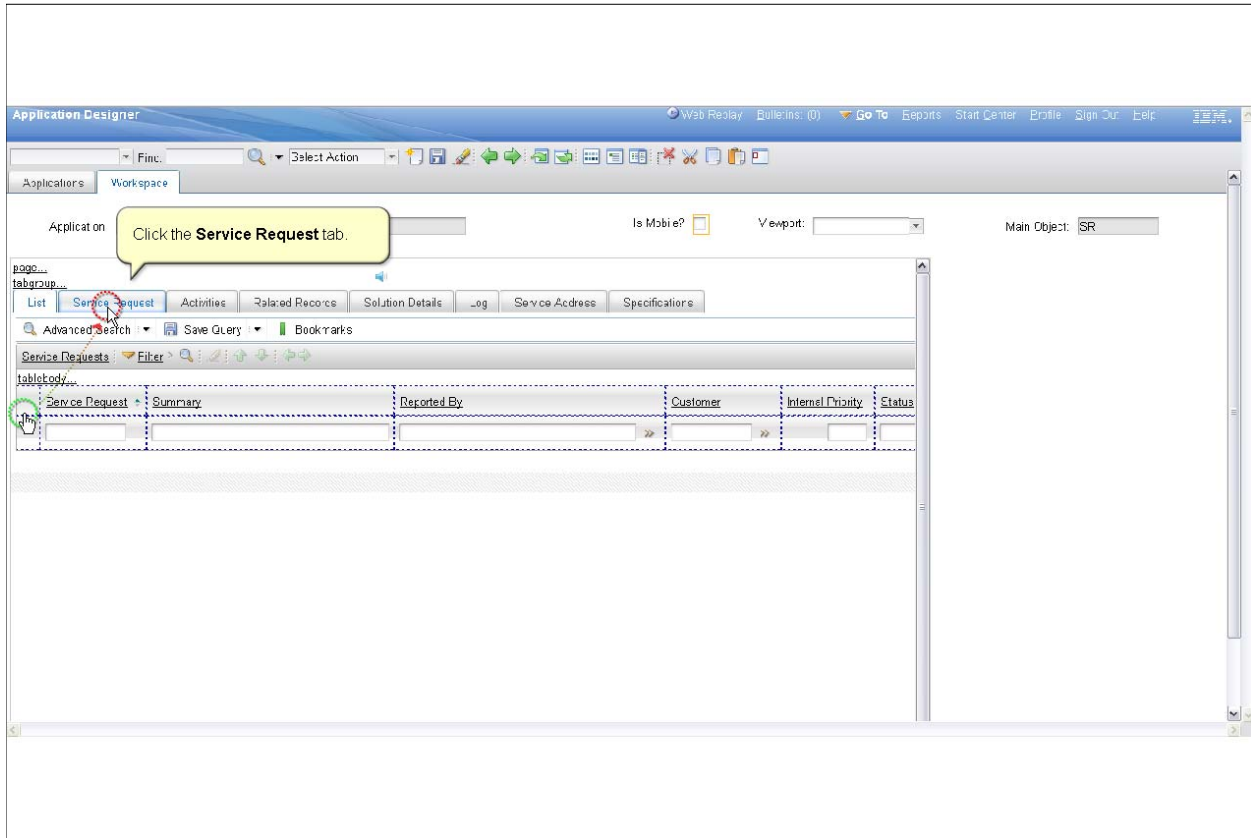 Application Designer
Web Replay Bulletins: (0) Go To Reports Start Center Profile Sign Out Help IBM.
Find: Select Action
Applications Workspace
Application Is Mobile? Viewport: Main Object: SR
Click the Service Request tab.
page...
tabgroup...
List Service Request Activities Related Records Solution Details Log Service Address Specifications
Advanced Search Save Query Bookmarks
Service Requests Filter
tablebody...
Service Request Summary Reported By Customer Internal Priority Status